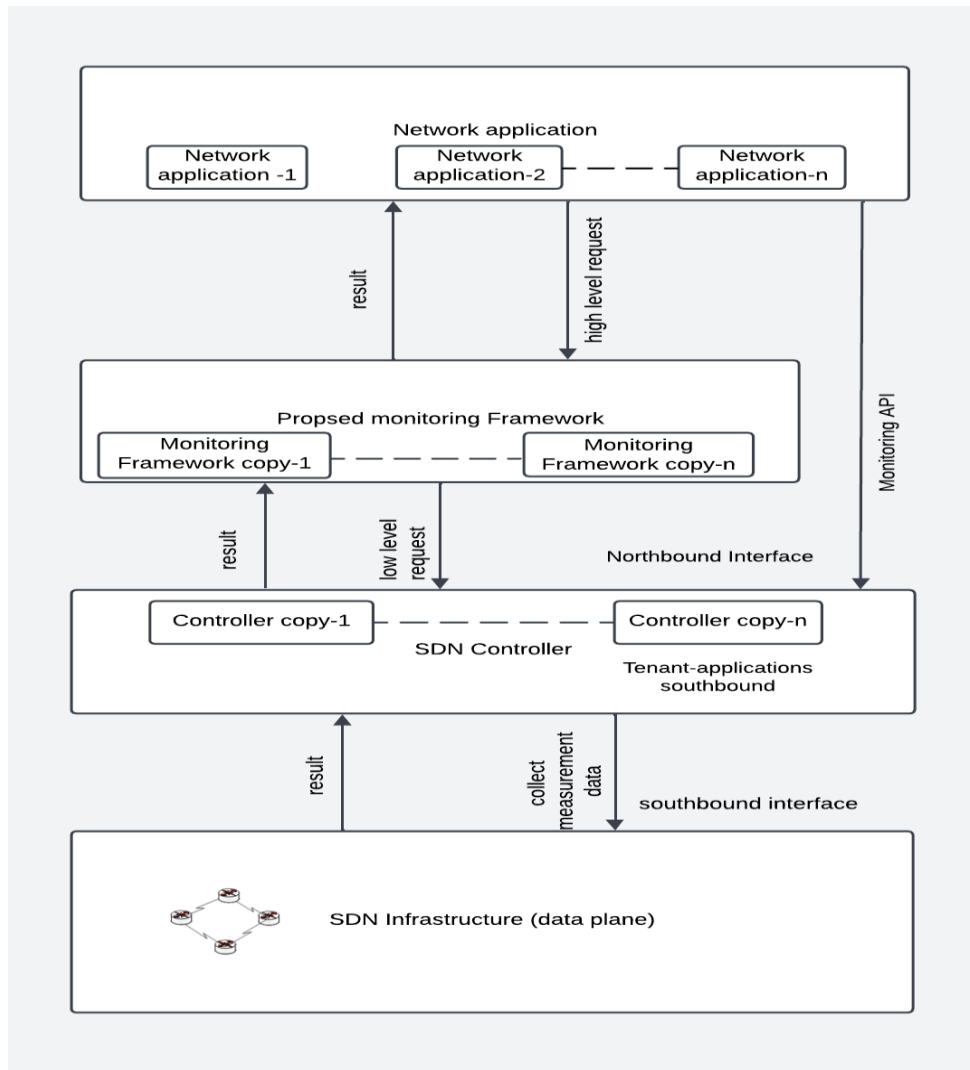 Network application
Network
application -1
Network
application-2
Network
application-n
result
high level request
Monitoring API
Propsed monitoring Framework
Monitoring
Framework copy-1
Monitoring
Framework copy-n
result
low level
request
Northbound Interface
Controller copy-1
Controller copy-n
SDN Controller
Tenant-applications
southbound
result
collect
measurement
data
southbound interface
SDN Infrastructure (data plane)